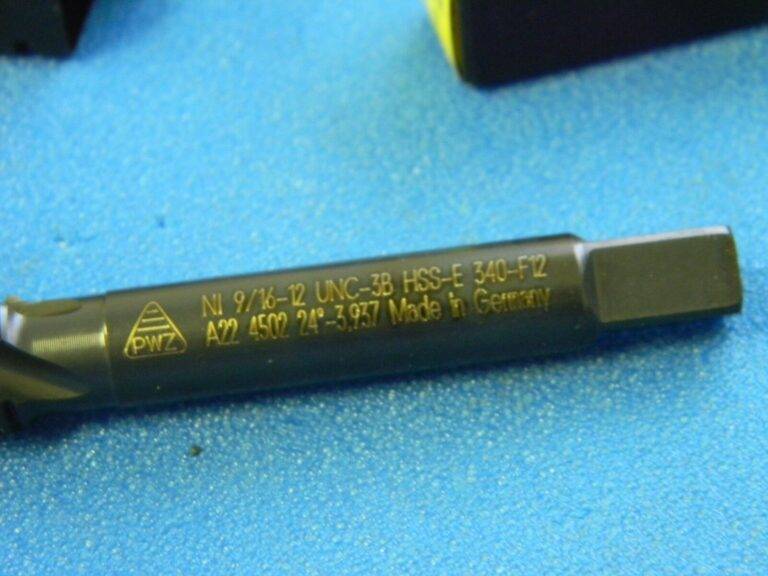 PWZ
NI 9/16-12 UNC-3B HSS-E 340-F12
A22 4502 24°-3,937 Made in Germany